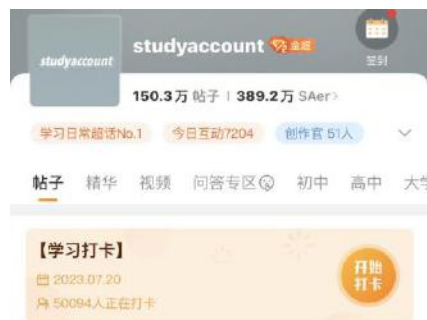 studyaccount
studyaccount 金超
签到
150.3万 帖子 | 389.2万 SAer>
学习日常超话No.1 今日互动7204 创作官 51人
帖子 精华 视频 问答专区 初中 高中 大学
【学习打卡】
2023.07.20
50094人正在打卡
开始
打卡